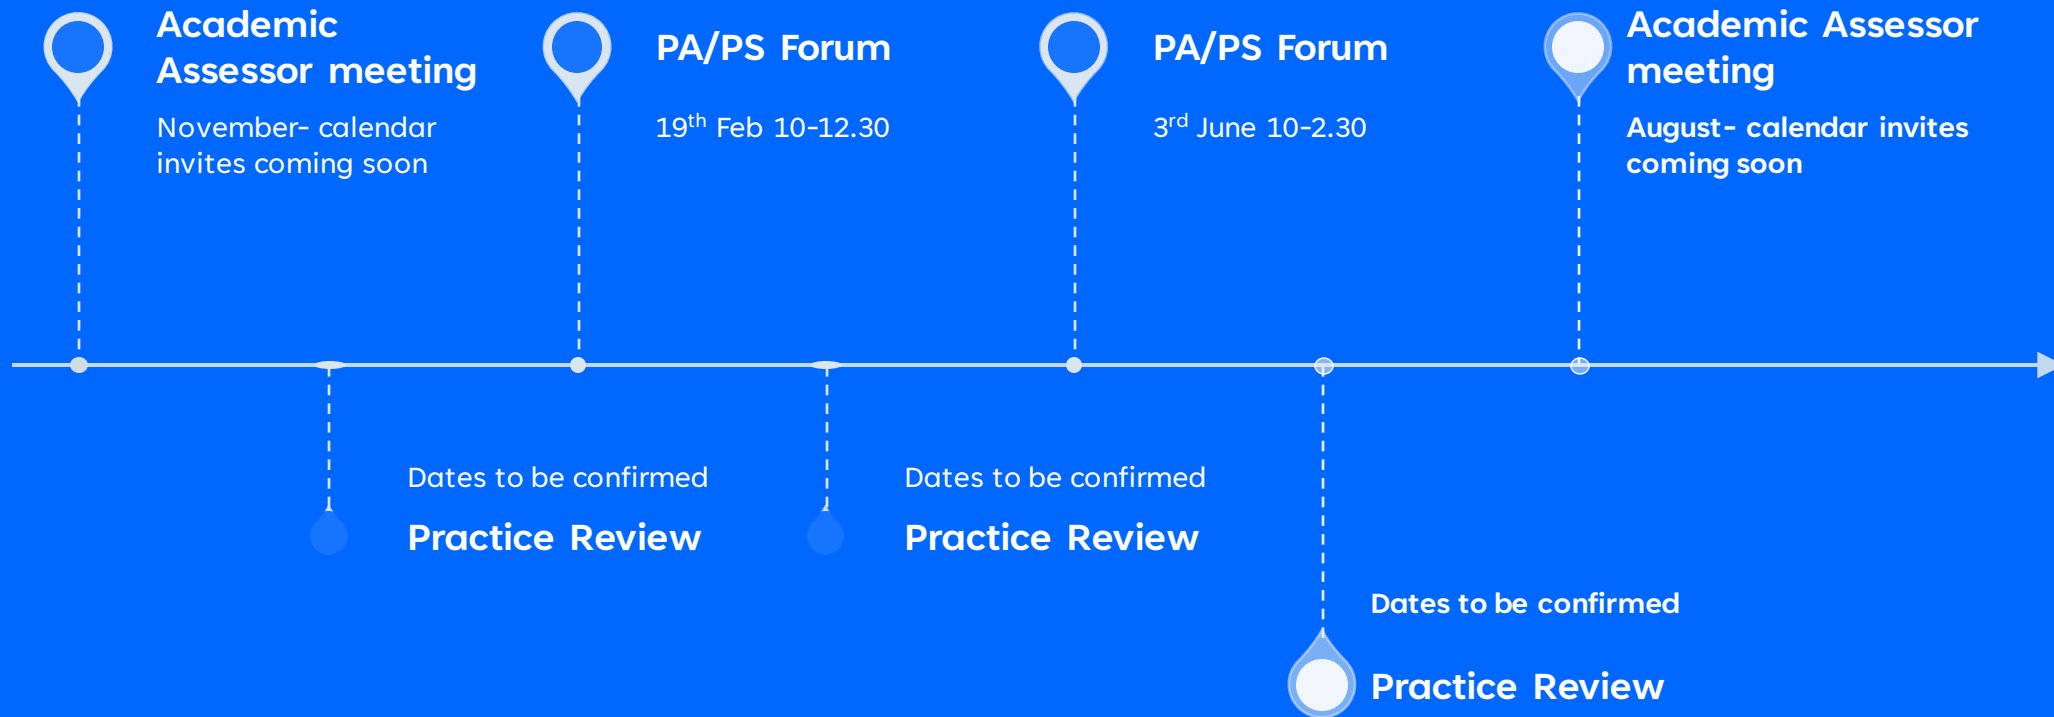 Academic
Assessor meeting
November- calendar
invites coming soon
PA/PS Forum
19th Feb 10-12.30
PA/PS Forum
3rd June 10-2.30
Academic Assessor
meeting
August- calendar invites
coming soon
Dates to be confirmed
Practice Review
Dates to be confirmed
Practice Review
Dates to be confirmed
Practice Review